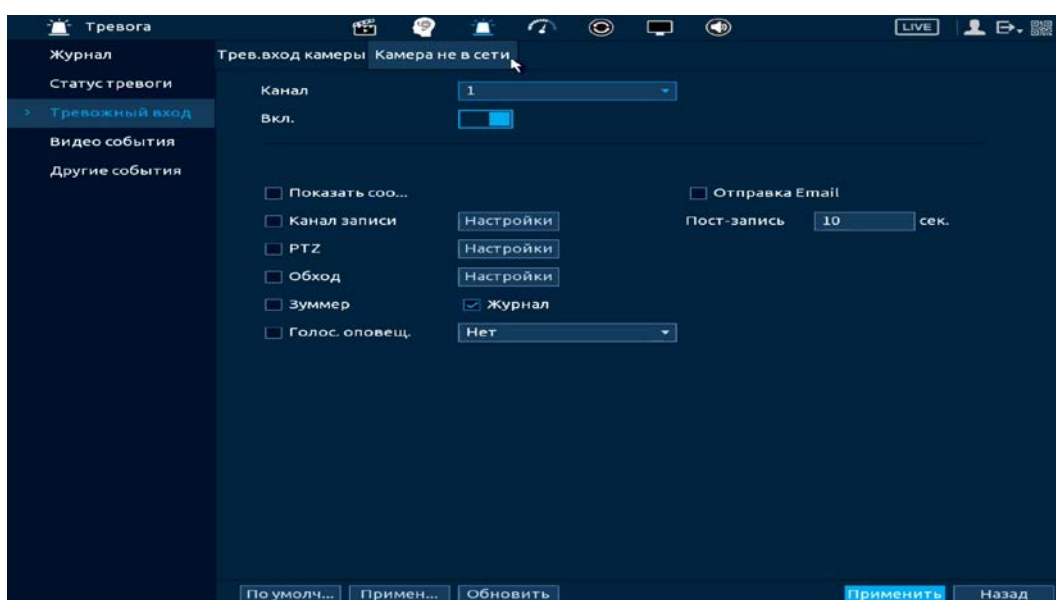 Тревога LIVE
Журнал
Трев.вход камеры Камера не в сети
Статус тревоги
Канал 1
> Тревожный вход
Вкл.
Видео события
Другие события
Показать соо... Отправка Email
Канал записи Настройки Пост-запись 10 сек.
PTZ Настройки
Обход Настройки
Зуммер Журнал
Голос. оповещ. Нет
По умолч... Примен... Обновить Применить Назад